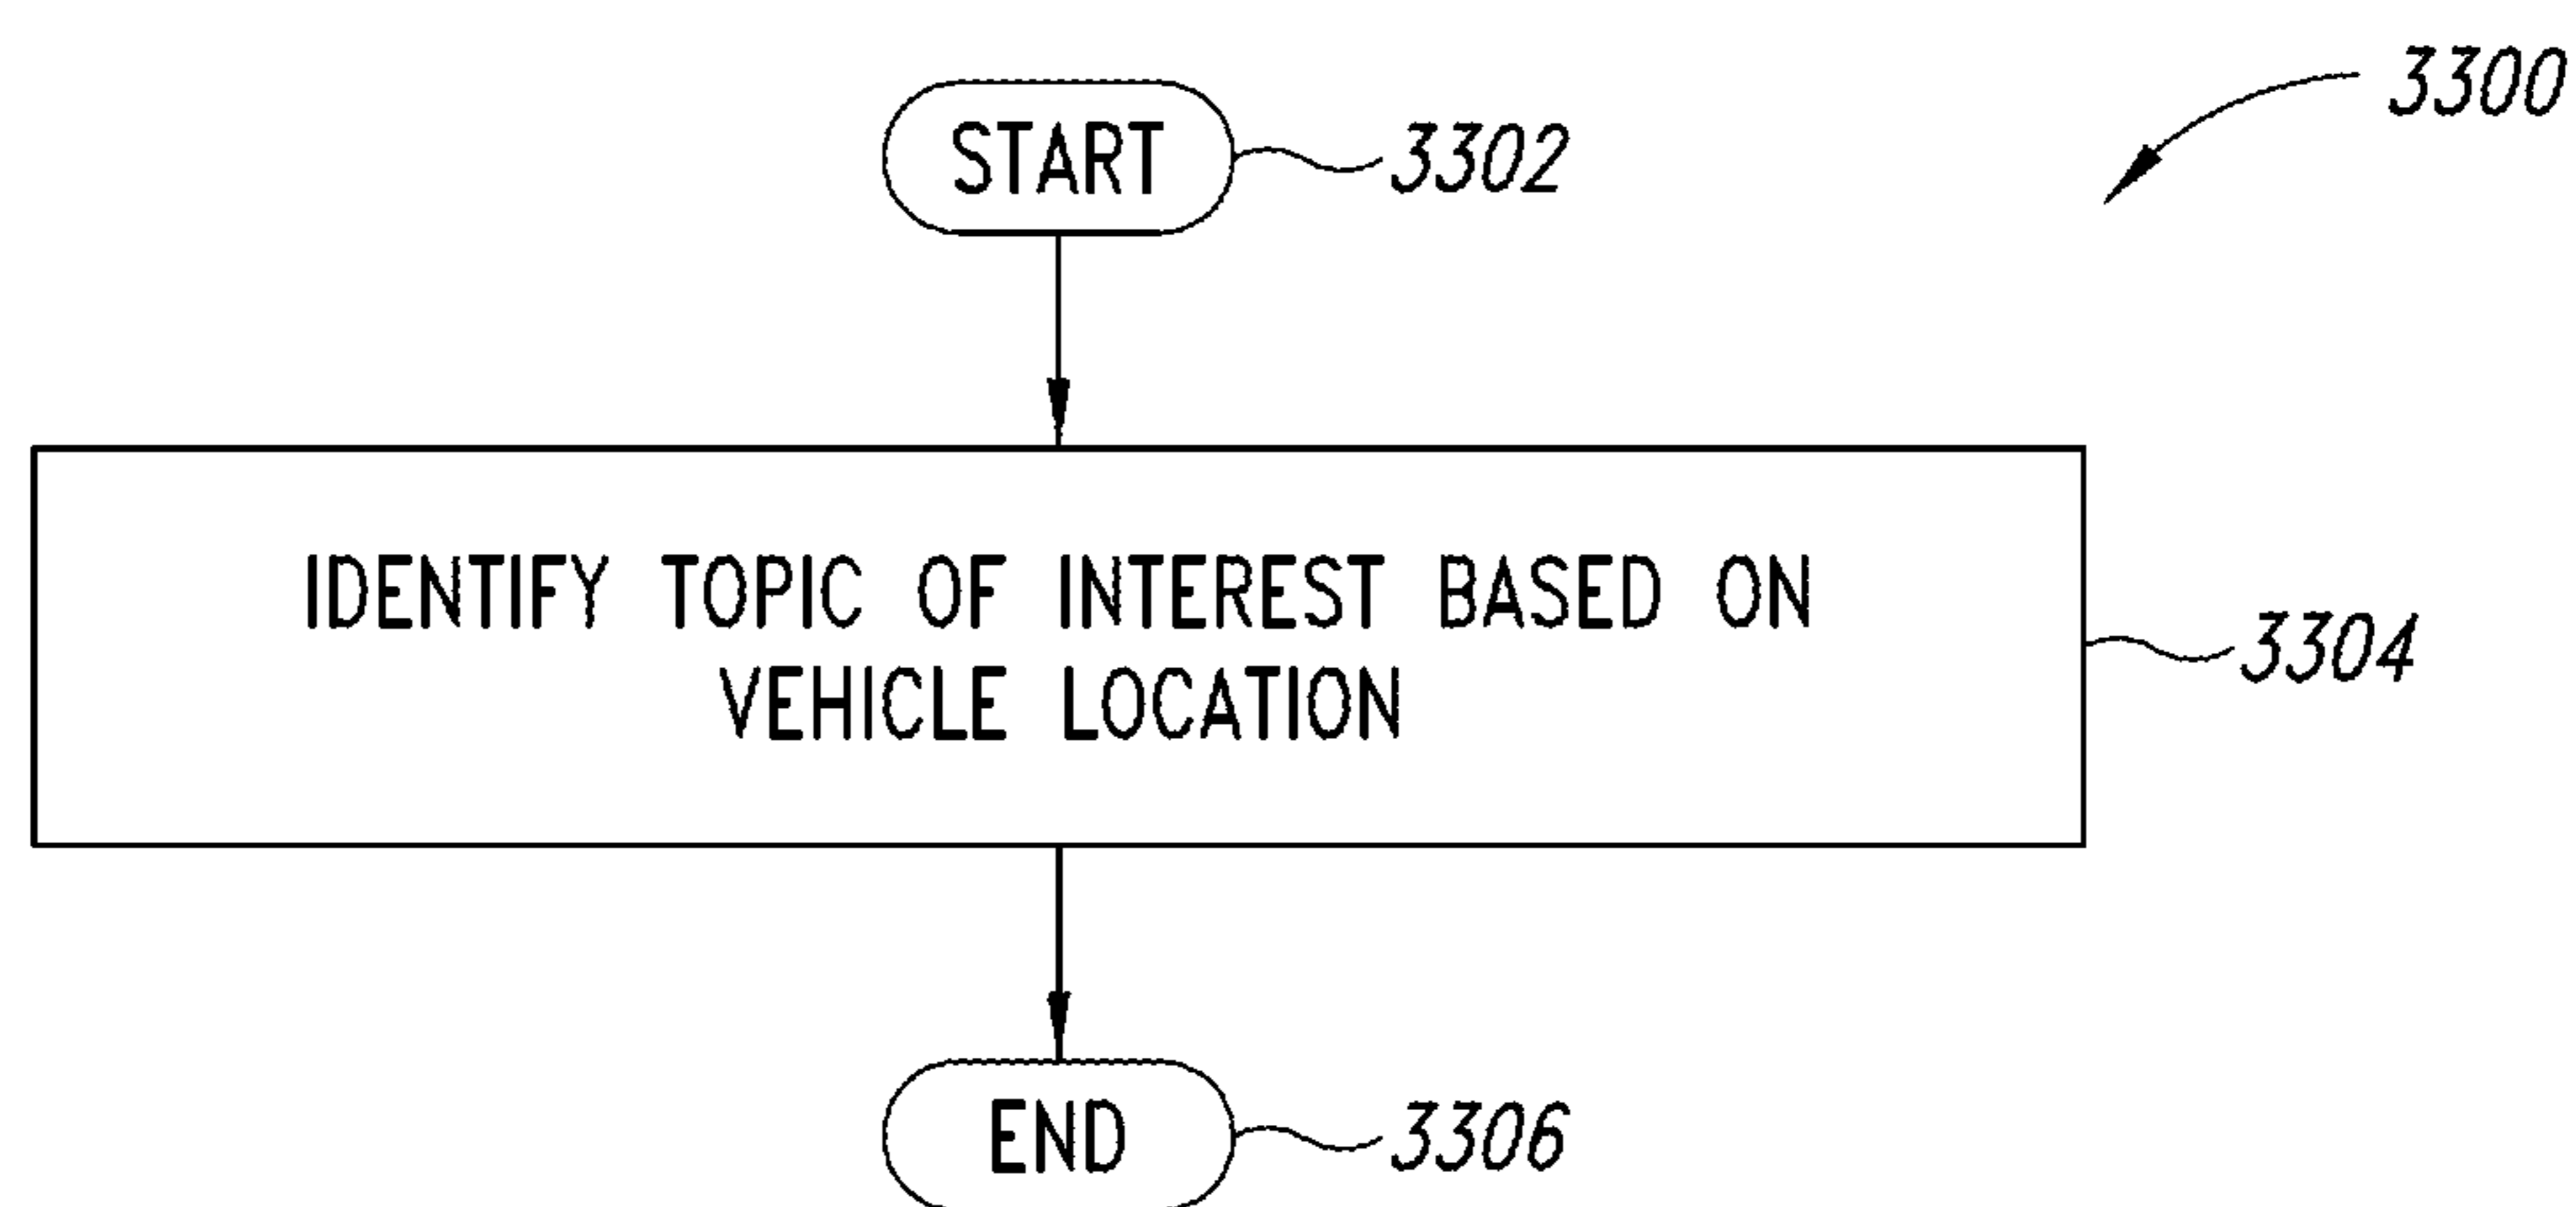 3300
START
3302
IDENTIFY TOPIC OF INTEREST BASED ON
VEHICLE LOCATION
3304
END
3306